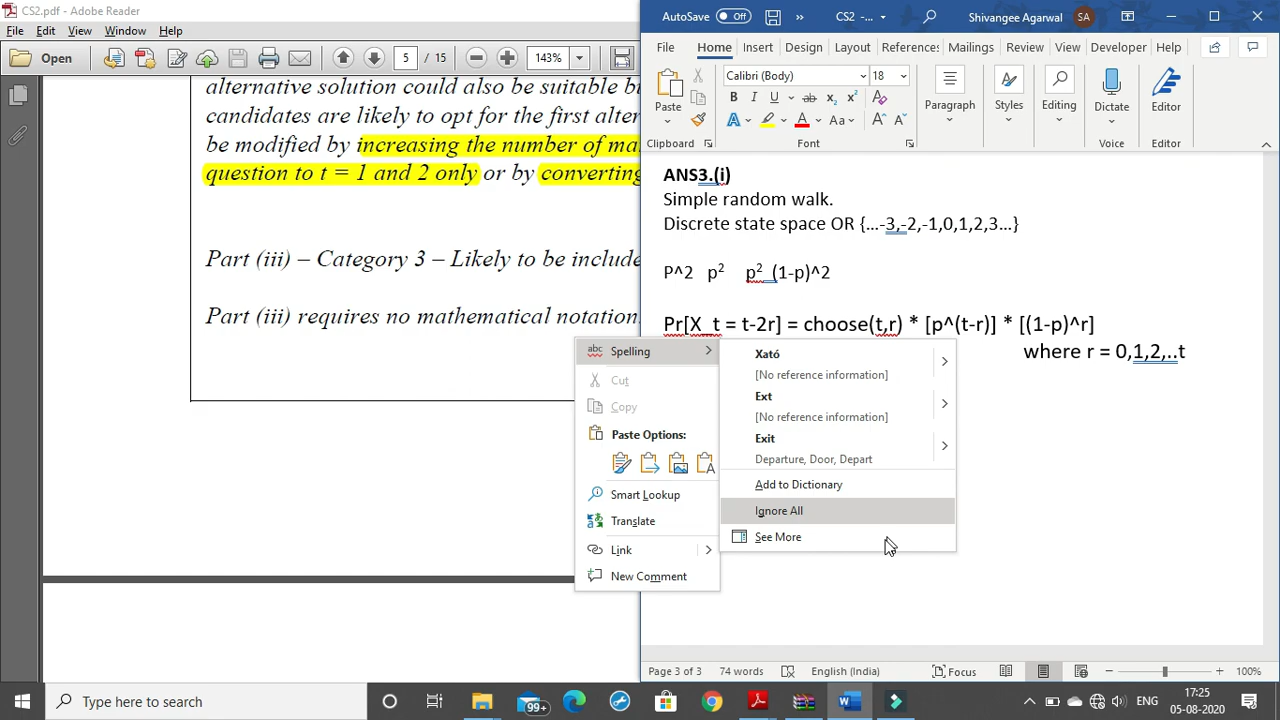 CS2.pdf - Adobe Reader
File Edit View Window Help
Open 5 / 15 143%
alternative solution could also be suitable b
candidates are likely to opt for the first alter
be modified by increasing the number of ma
question to t = 1 and 2 only or by converting
Part (iii) – Category 3 – Likely to be include
Part (iii) requires no mathematical notation.
AutoSave Off » CS2 -... Shivangee Agarwal SA
File Home Insert Design Layout References Mailings Review View Developer Help
Paste
Calibri (Body) 18
B I U ab x₂ x² A
A A Aa A A
Paragraph
Styles
Editing
Dictate
Editor
Clipboard Font Voice Editor
ANS3.(i)
Simple random walk.
Discrete state space OR {...-3,-2,-1,0,1,2,3...}
P^2 p² p²_(1-p)^2
Pr[X_t = t-2r] = choose(t,r) * [p^(t-r)] * [(1-p)^r]
where r = 0,1,2,..t
abc Spelling
Cut
Copy
Paste Options:
Smart Lookup
Translate
Link
New Comment
Xató
[No reference information]
Ext
[No reference information]
Exit
Departure, Door, Depart
Add to Dictionary
Ignore All
See More
Page 3 of 3 74 words English (India) Focus 100%
Type here to search
99+
W
ENG
17:25
05-08-2020